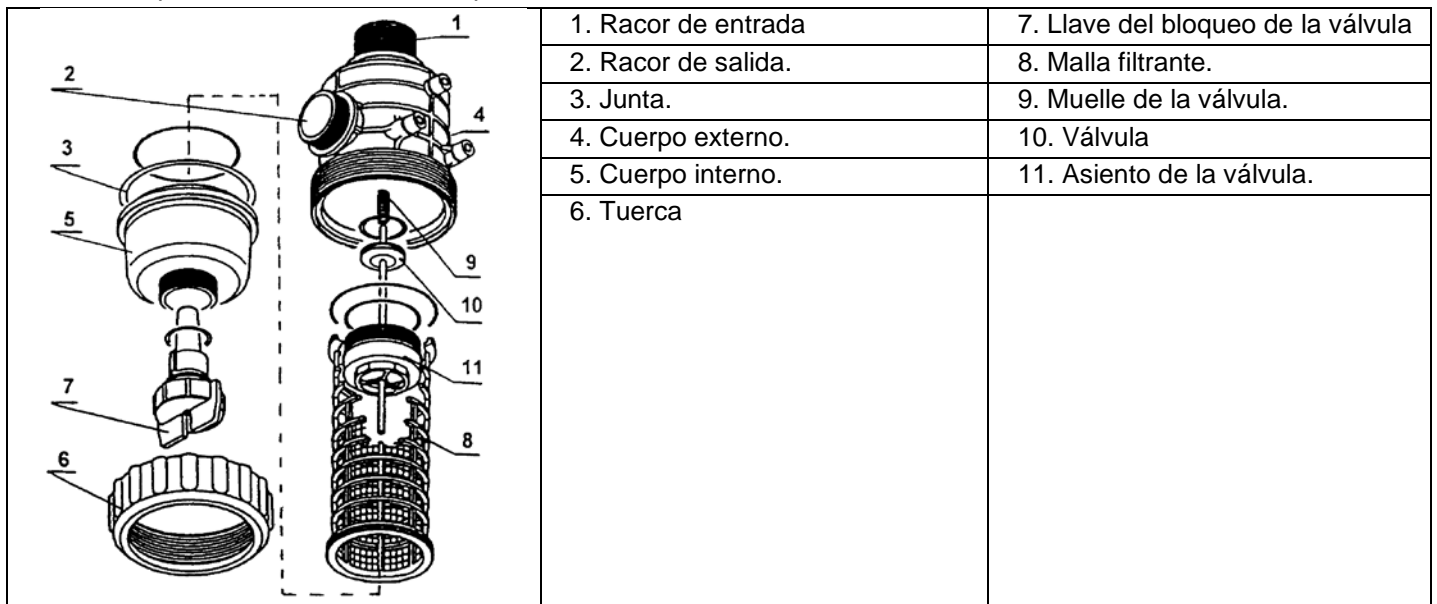 1
2
4
3
5
9
10
11
7
8
6
1. Racor de entrada
7. Llave del bloqueo de la válvula
2. Racor de salida.
8. Malla filtrante.
3. Junta.
9. Muelle de la válvula.
4. Cuerpo externo.
10. Válvula
5. Cuerpo interno.
11. Asiento de la válvula.
6. Tuerca